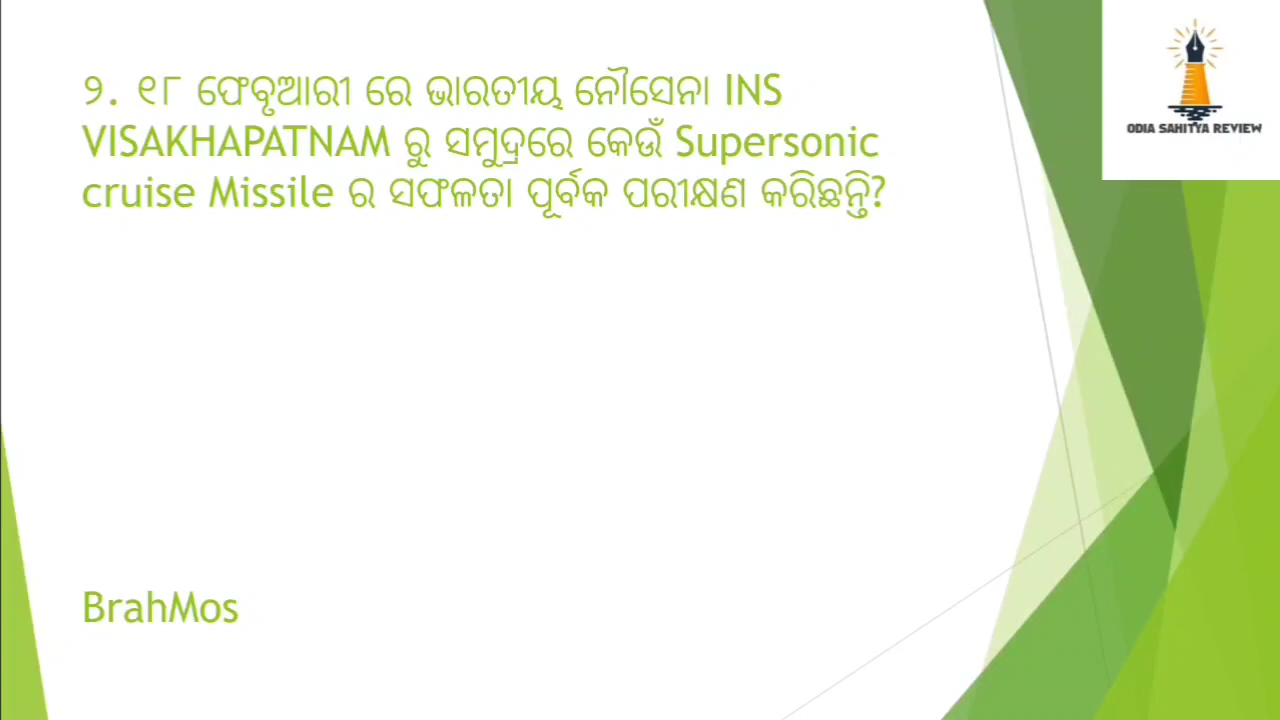 ୨. ୧୮ ଫେବୃଆରୀ ରେ ଭାରତୀୟ ନୌସେନା INS
VISAKHAPATNAM ରୁ ସମୁଦ୍ରରେ କେଉଁ Supersonic
cruise Missile ର ସଫଳତା ପୂର୍ବକ ପରୀକ୍ଷଣ କରିଛନ୍ତି?
BrahMos
ODIA SAHITYA REVIEW